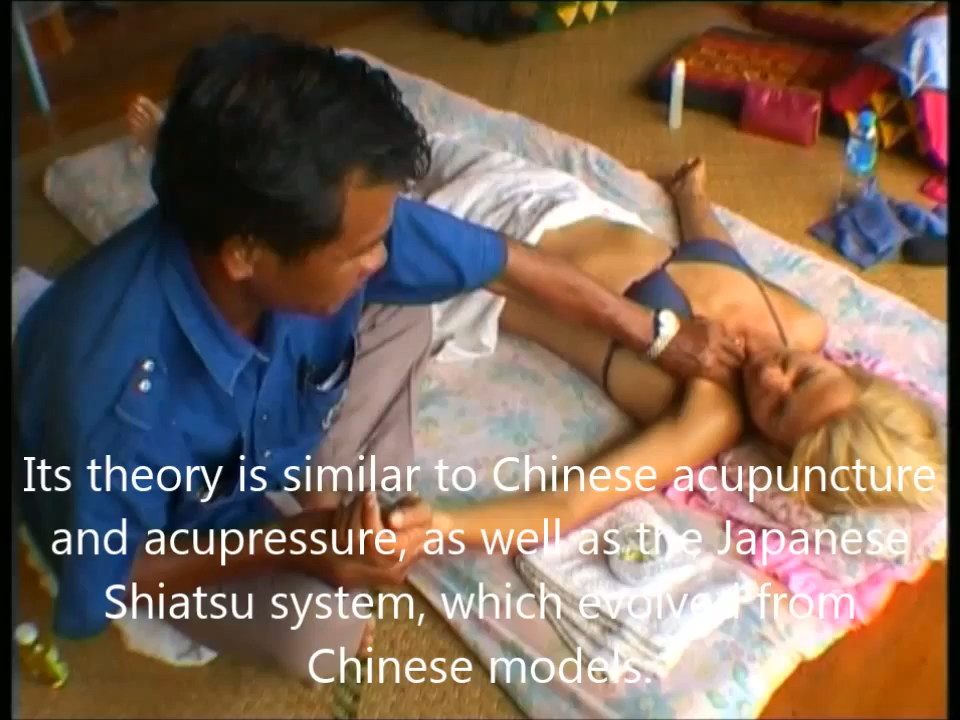 Its theory is similar to Chinese acupuncture
and acupressure, as well as the Japanese
Shiatsu system, which evolved from
Chinese models.